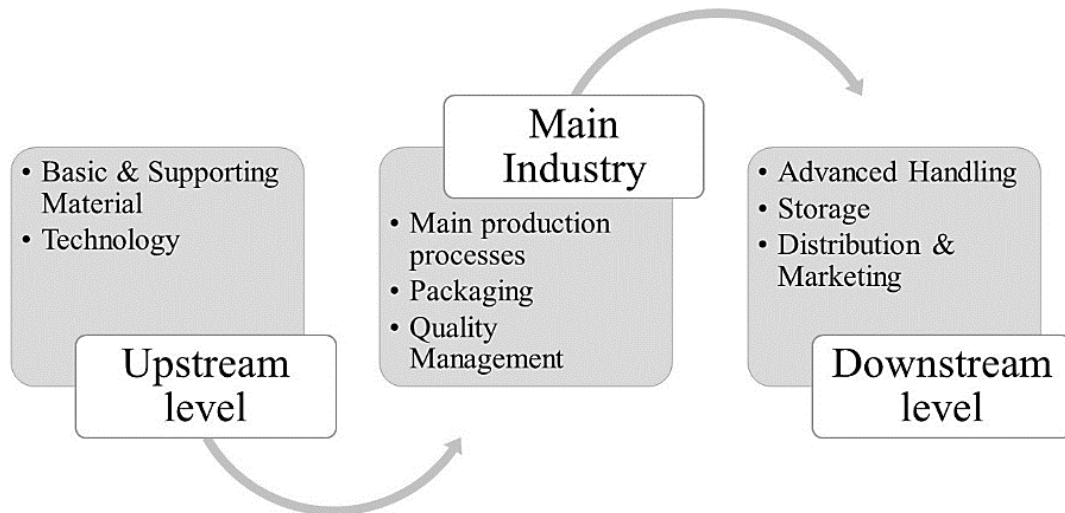 • Basic & Supporting
Material
• Technology
Upstream
level
Main
Industry
• Main production
processes
• Packaging
• Quality
Management
• Advanced Handling
• Storage
• Distribution &
Marketing
Downstream
level